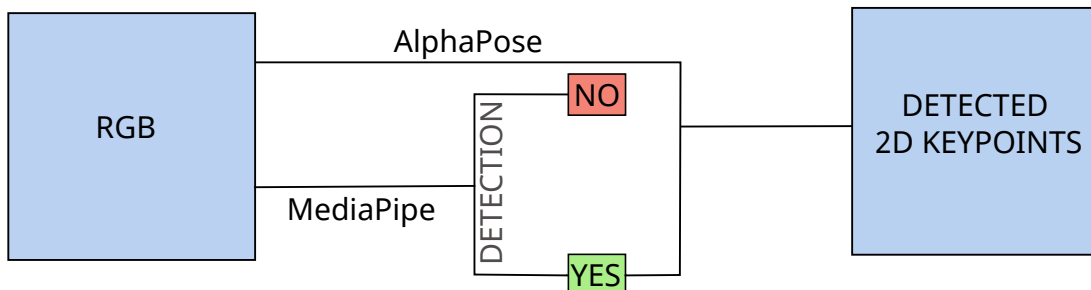 RGB
AlphaPose
MediaPipe
DETECTION
NO
YES
DETECTED
2D KEYPOINTS